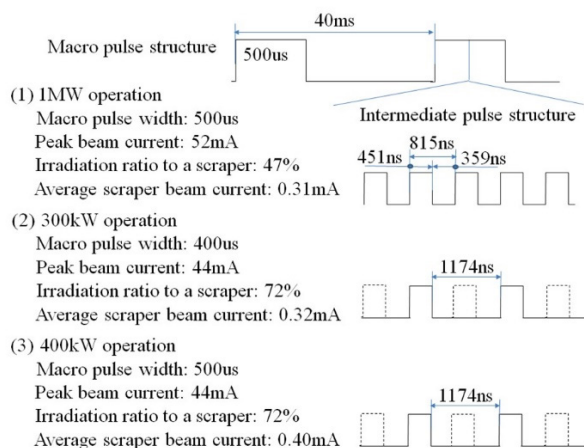 40ms
Macro pulse structure
500us
(1) 1MW operation
Macro pulse width: 500us
Peak beam current: 52mA
Irradiation ratio to a scraper: 47%
Average scraper beam current: 0.31mA
Intermediate pulse structure
815ns
451ns
359ns
(2) 300kW operation
Macro pulse width: 400us
Peak beam current: 44mA
Irradiation ratio to a scraper: 72%
Average scraper beam current: 0.32mA
1174ns
(3) 400kW operation
Macro pulse width: 500us
Peak beam current: 44mA
Irradiation ratio to a scraper: 72%
Average scraper beam current: 0.40mA
1174ns